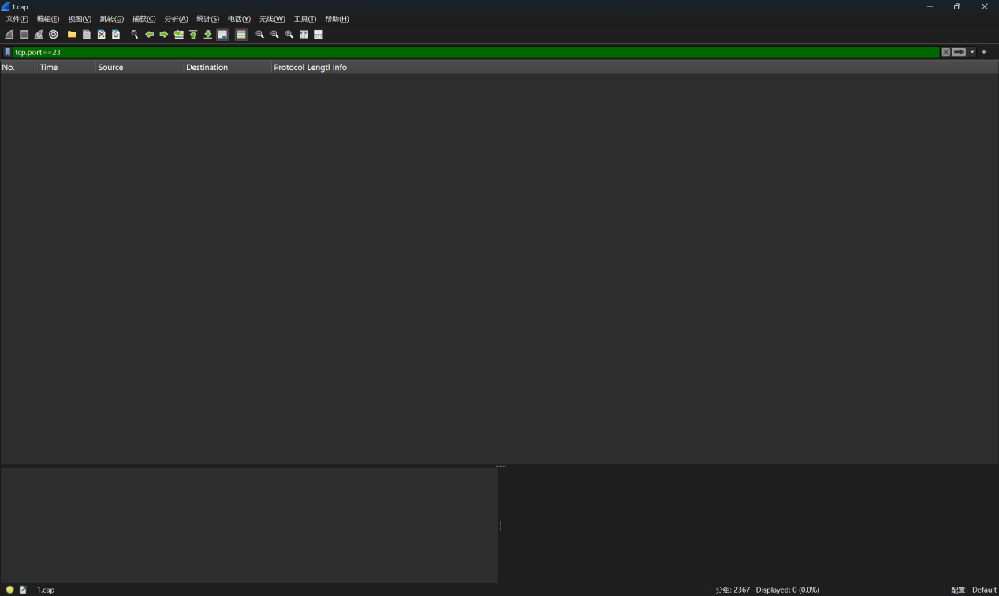 1.cap
文件(F) 编辑(E) 视图(V) 跳转(G) 捕获(C) 分析(A) 统计(S) 电话(Y) 无线(W) 工具(T) 帮助(H)
tcp.port==23
No. Time Source Destination Protocol Lengtl Info
1.cap 分组: 2367 · Displayed: 0 (0.0%) 配置: Default